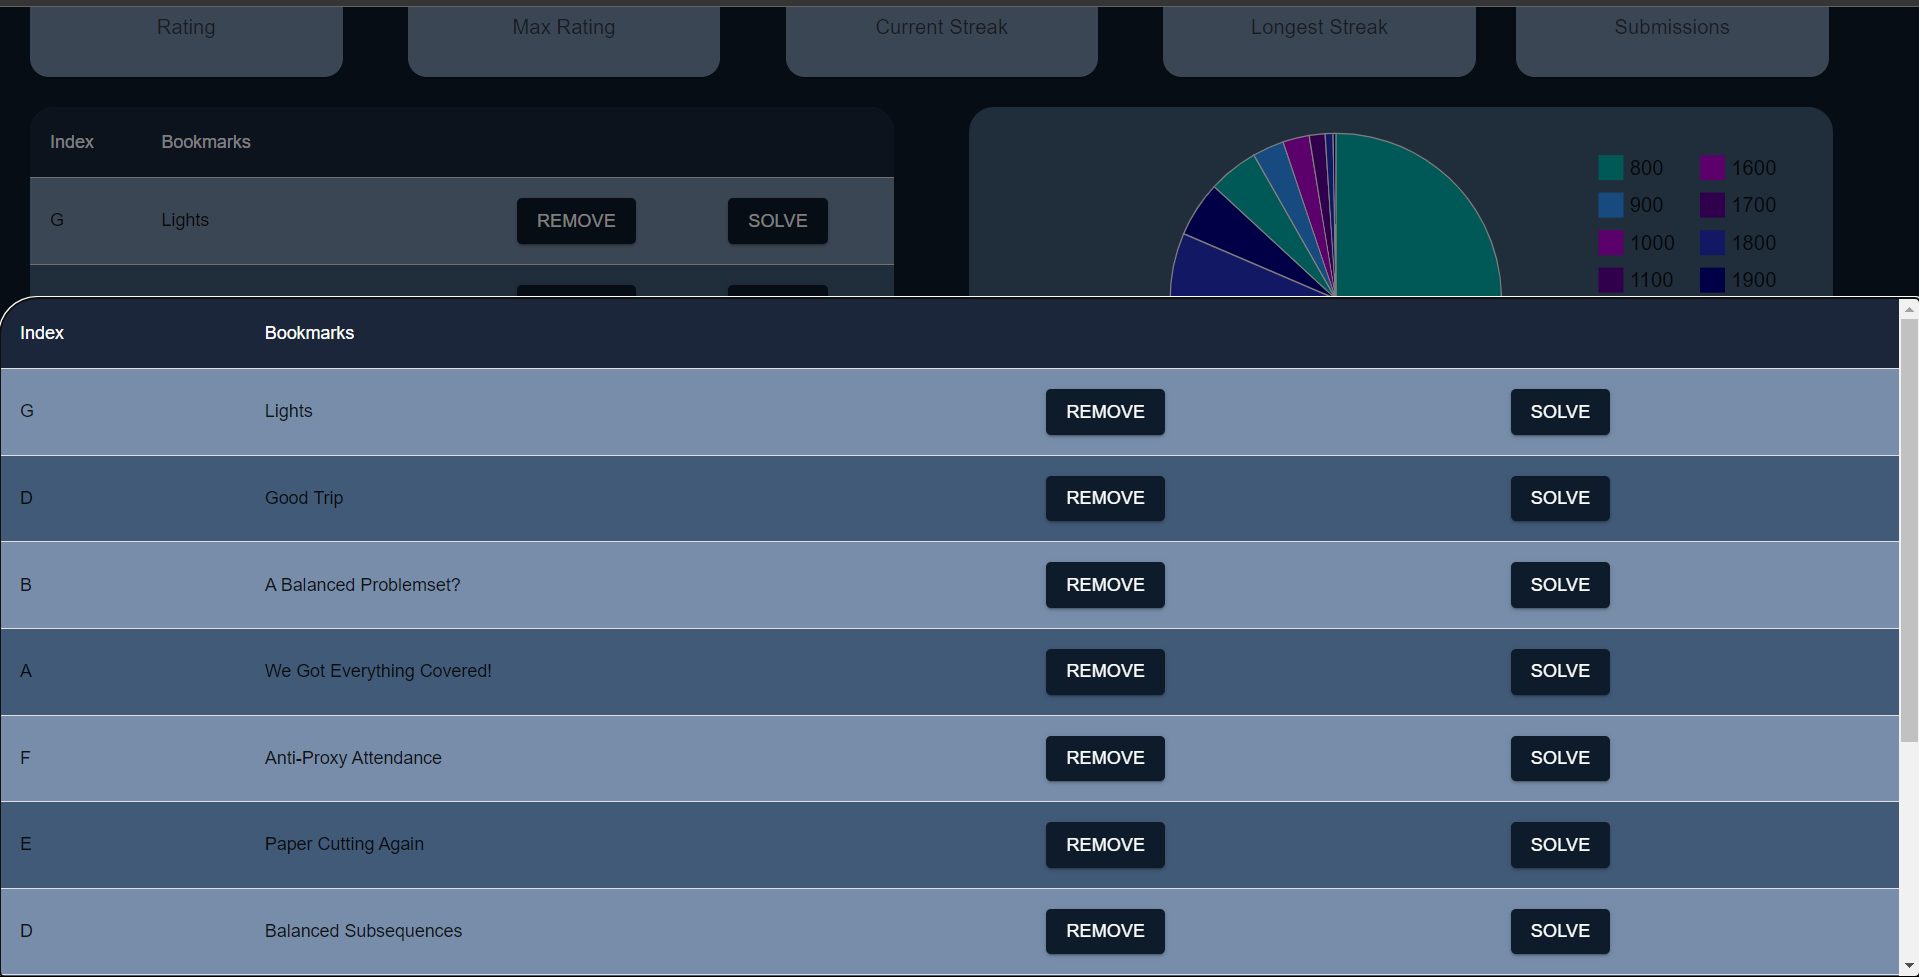 Rating Max Rating Current Streak Longest Streak Submissions
Index Bookmarks
G Lights REMOVE SOLVE
800 1600
900 1700
1000 1800
1100 1900
Index Bookmarks
G Lights REMOVE SOLVE
D Good Trip REMOVE SOLVE
B A Balanced Problemset? REMOVE SOLVE
A We Got Everything Covered! REMOVE SOLVE
F Anti-Proxy Attendance REMOVE SOLVE
E Paper Cutting Again REMOVE SOLVE
D Balanced Subsequences REMOVE SOLVE